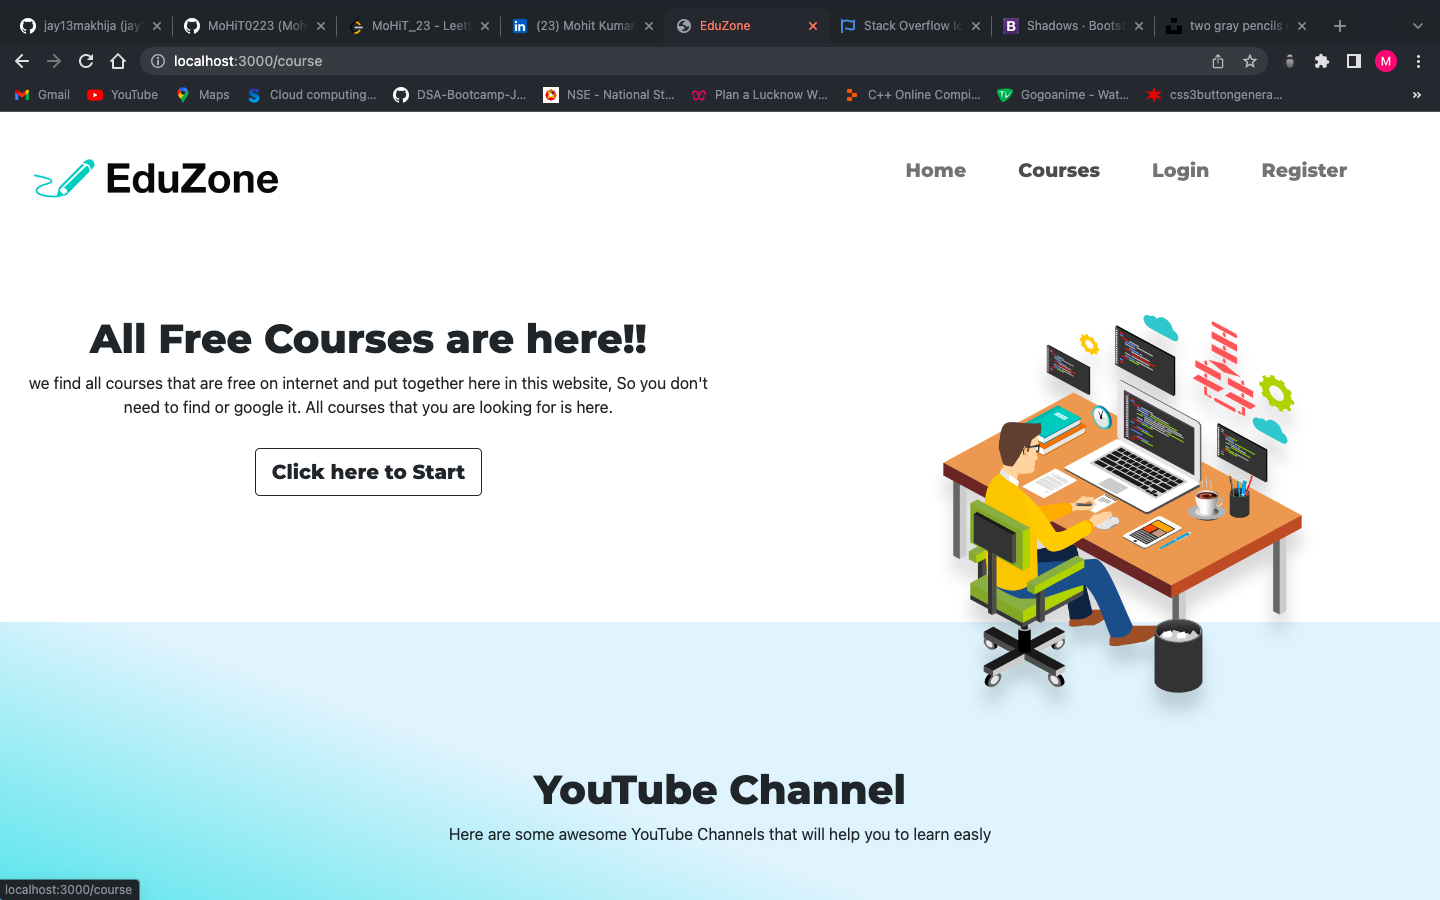 jay13makhija (jay
MoHiT0223 (Moh
MoHiT_23 - Leet
(23) Mohit Kumar
EduZone
Stack Overflow Ic
Shadows · Bootst
two gray pencils
localhost:3000/course
M
Gmail
YouTube
Maps
Cloud computing...
DSA-Bootcamp-J...
NSE - National St...
Plan a Lucknow W...
C++ Online Compi...
Gogoanime - Wat...
css3buttongenera...
»
EduZone
Home
Courses
Login
Register
All Free Courses are here!!
we find all courses that are free on internet and put together here in this website, So you don't
need to find or google it. All courses that you are looking for is here.
Click here to Start
YouTube Channel
Here are some awesome YouTube Channels that will help you to learn easly
localhost:3000/course